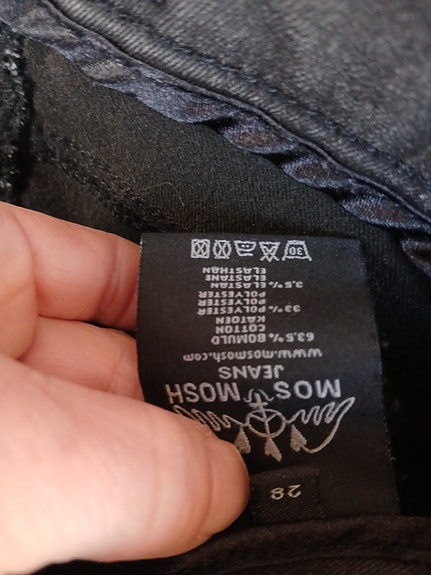 28
MOS MOSH
JEANS
www.mosmosh.com
63,5% BOMULD
COTTON
KATOEN
33% POLYESTER
POLYESTER
POLYESTER
3,5% ELASTAN
ELASTANE
ELASTHAN
30